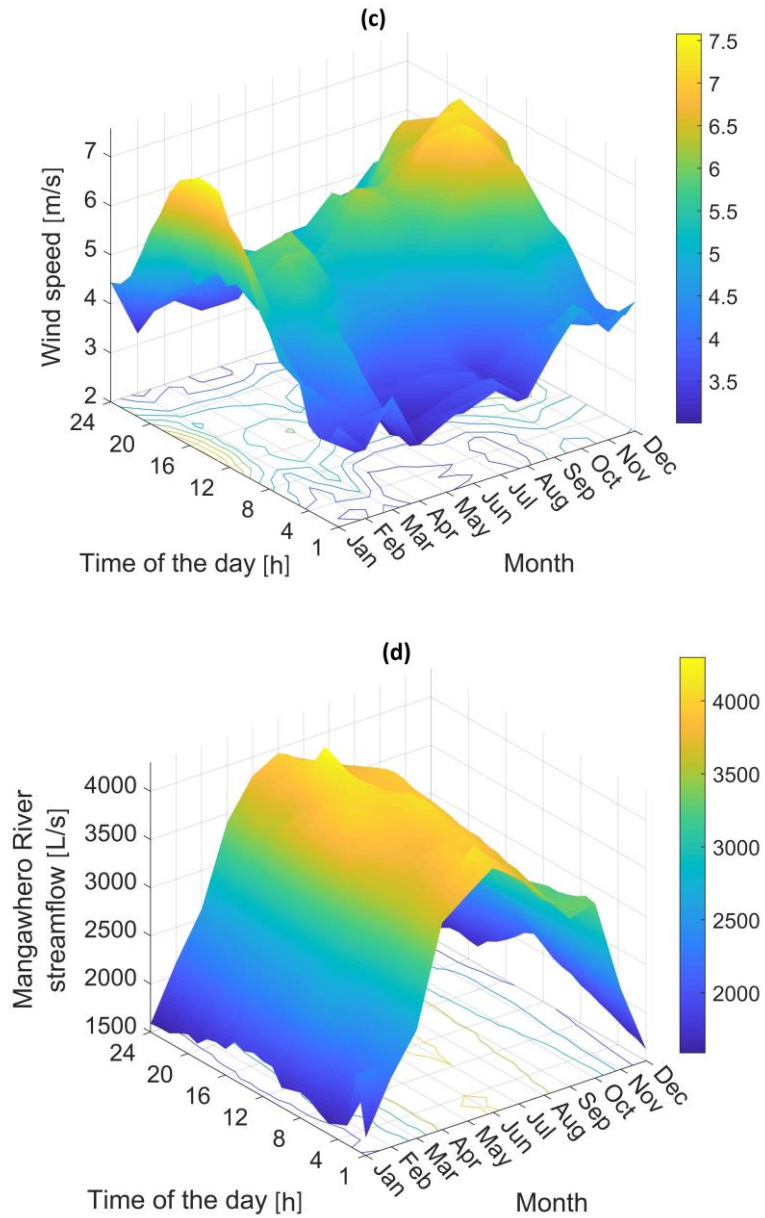 (c)
7.5
7
6.5
6
5.5
5
4.5
4
3.5
Wind speed [m/s]
7
6
5
4
3
2
24
20
16
12
8
4
1
Time of the day [h]
Jan
Feb
Mar
Apr
May
Jun
Jul
Aug
Sep
Oct
Nov
Dec
Month
(d)
4000
3500
3000
2500
2000
Mangawhero River
streamflow [L/s]
4000
3500
3000
2500
2000
1500
24
20
16
12
8
4
1
Time of the day [h]
Jan
Feb
Mar
Apr
May
Jun
Jul
Aug
Sep
Oct
Nov
Dec
Month